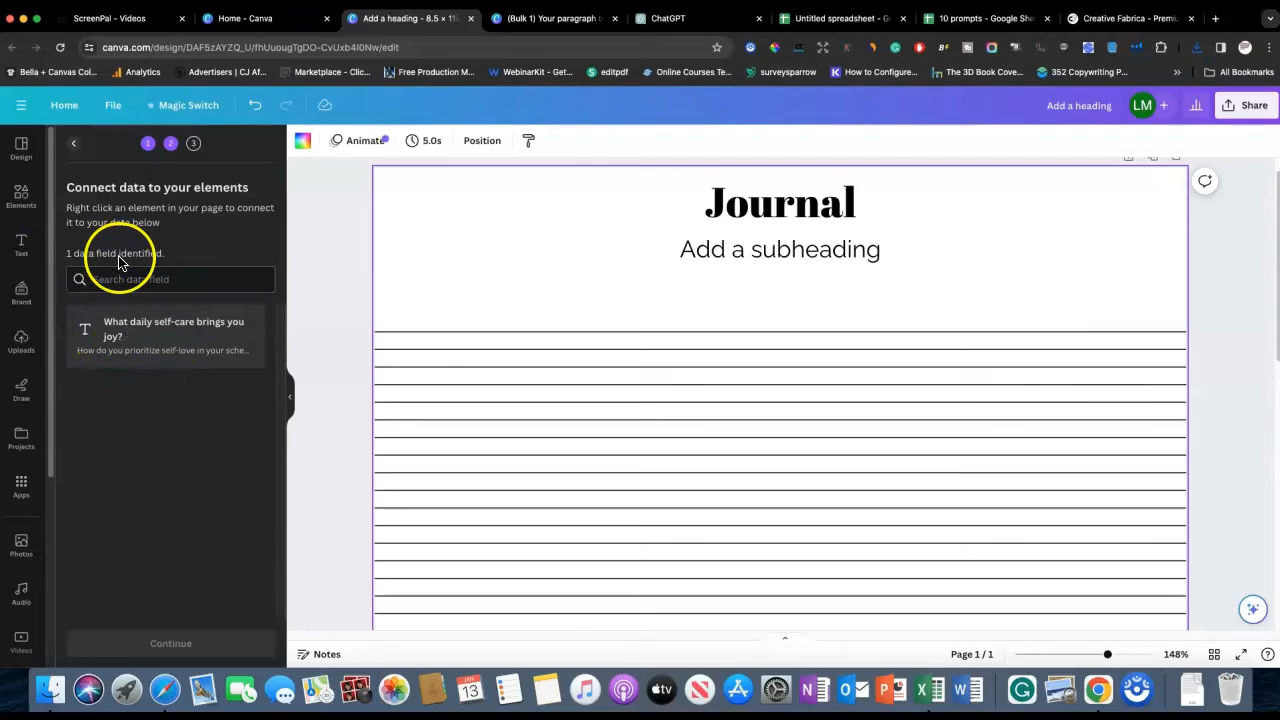 ScreenPal - Videos
Home - Canva
Add a heading - 8.5 × 11
(Bulk 1) Your paragraph t
ChatGPT
Untitled spreadsheet - G
10 prompts - Google She
Creative Fabrica - Premi
canva.com/design/DAF5zAYZQ_U/fhUuougTgDO-CvUxb4I0Nw/edit
Bella + Canvas Col...
Analytics
Advertisers | CJ Af...
Marketplace - Clic...
Free Production M...
WebinarKit - Get...
editpdf
Online Courses Te...
surveysparrow
How to Configure...
The 3D Book Cove...
352 Copywriting P...
»
All Bookmarks
Home
File
Magic Switch
Add a heading
LM
Share
Design
Elements
Text
Brand
Uploads
Draw
Projects
Apps
Photos
Audio
Videos
1 2 3
Connect data to your elements
Right click an element in your page to connect
it to your data below
1 data field identified.
Search data field
What daily self-care brings you
joy?
How do you prioritize self-love in your sche...
Continue
Animate
5.0s
Position
Journal
Add a subheading
Notes
Page 1 / 1
148%
JAN
13
tv